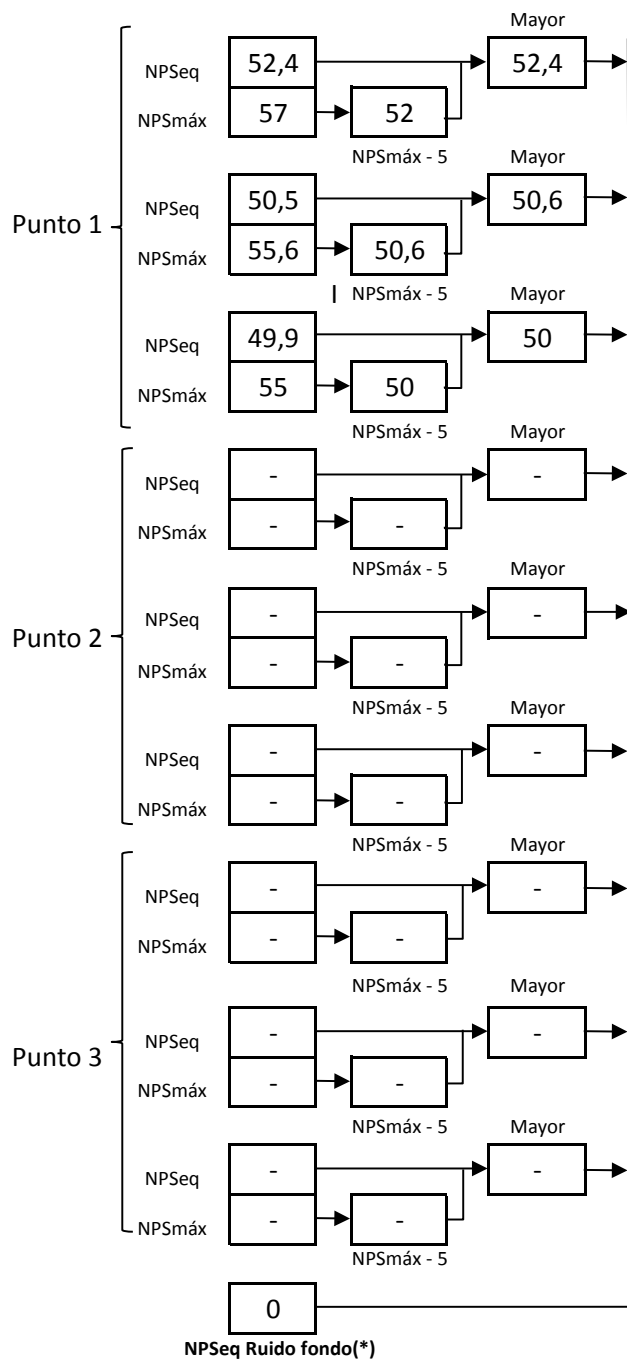 Mayor
NPSeq 52,4 52,4
NPSmáx 57 52
NPSmáx - 5 Mayor
Punto 1
NPSeq 50,5 50,6
NPSmáx 55,6 50,6
NPSmáx - 5 Mayor
NPSeq 49,9 50
NPSmáx 55 50
NPSmáx - 5 Mayor
NPSeq - -
NPSmáx - -
NPSmáx - 5 Mayor
Punto 2
NPSeq - -
NPSmáx - -
NPSmáx - 5 Mayor
NPSeq - -
NPSmáx - -
NPSmáx - 5 Mayor
NPSeq - -
NPSmáx - -
NPSmáx - 5 Mayor
Punto 3
NPSeq - -
NPSmáx - -
NPSmáx - 5 Mayor
NPSeq - -
NPSmáx - -
NPSmáx - 5
0
NPSeq Ruido fondo(*)